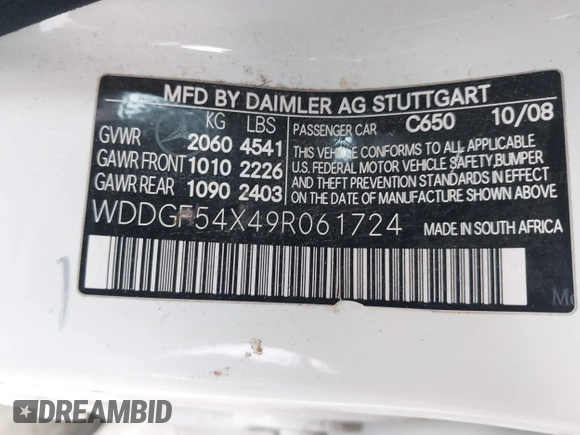 MFD BY DAIMLER AG STUTTGART
KG LBS
GVWR 2060 4541
GAWR FRONT 1010 2226
GAWR REAR 1090 2403
PASSENGER CAR C650 10/08
THIS VEHICLE CONFORMS TO ALL APPLICABLE
U.S. FEDERAL MOTOR VEHICLE SAFETY, BUMPER
AND THEFT PREVENTION STANDARDS IN EFFECT
ON THE DATE OF MANUFACTURE SHOWN ABOVE
WDDGF54X49R061724 MADE IN SOUTH AFRICA
DREAMBID